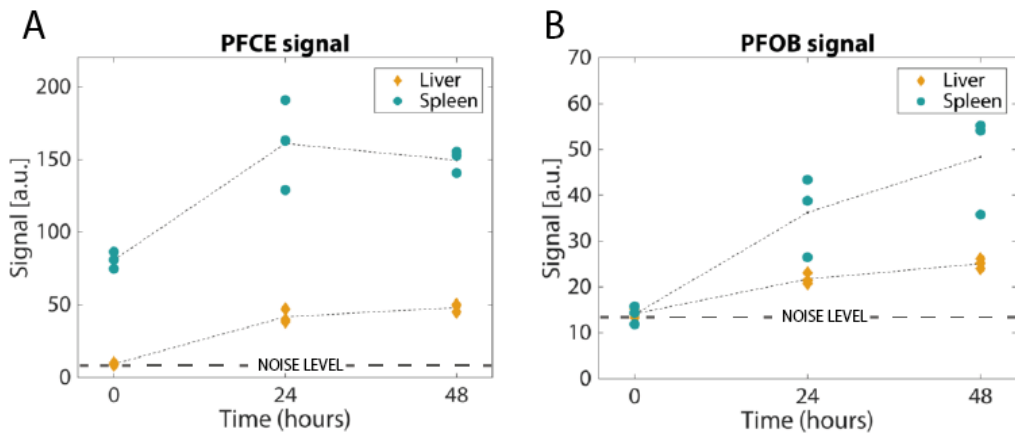 A
PFCE signal
Signal [a.u.]
200
150
100
50
0
Liver
Spleen
NOISE LEVEL
0
24
48
Time (hours)
B
PFOB signal
Signal [a.u.]
70
60
50
40
30
20
10
0
Liver
Spleen
NOISE LEVEL
0
24
48
Time (hours)